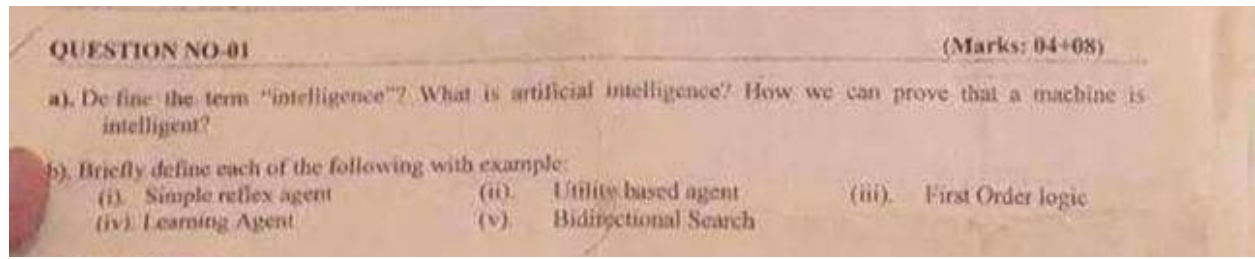 QUESTION NO-01 (Marks: 04+08)
a). De fine the term "intelligence"? What is artificial intelligence? How we can prove that a machine is
intelligent?
b). Briefly define each of the following with example:
(i). Simple reflex agent (ii). Utility based agent (iii). First Order logic
(iv). Learning Agent (v). Bidirectional Search